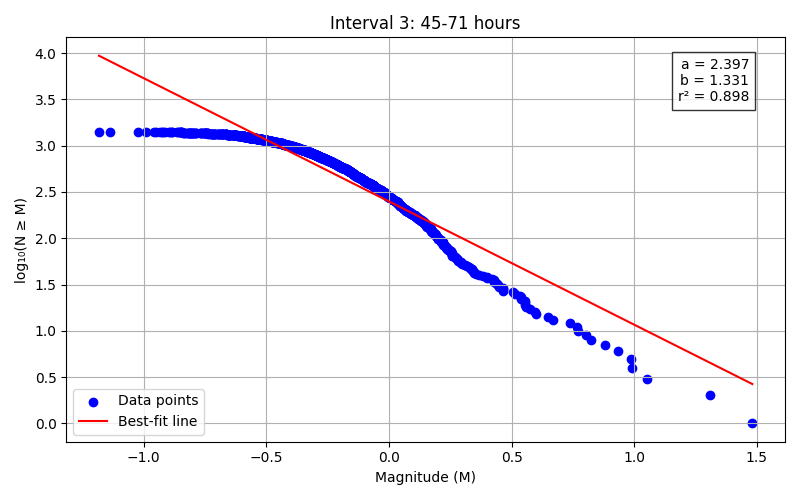 Interval 3: 45-71 hours
a = 2.397
b = 1.331
r² = 0.898
4.0
3.5
3.0
2.5
2.0
1.5
1.0
0.5
0.0
log₁₀(N ≥ M)
Data points
Best-fit line
−1.0 −0.5 0.0 0.5 1.0 1.5
Magnitude (M)